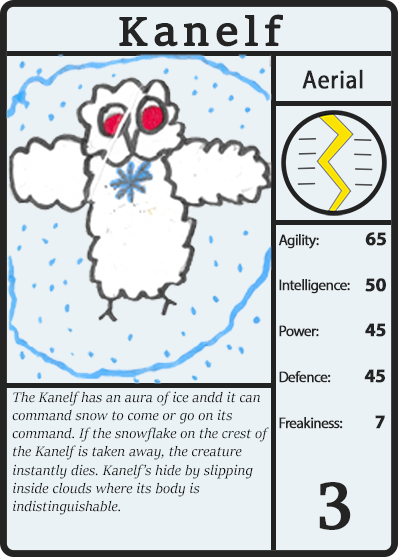 Kanelf
Aerial
Agility: 65
Intelligence: 50
Power: 45
Defence: 45
Freakiness: 7
3
The Kanelf has an aura of ice andd it can
command snow to come or go on its
command. If the snowflake on the crest of
the Kanelf is taken away, the creature
instantly dies. Kanelf's hide by slipping
inside clouds where its body is
indistinguishable.